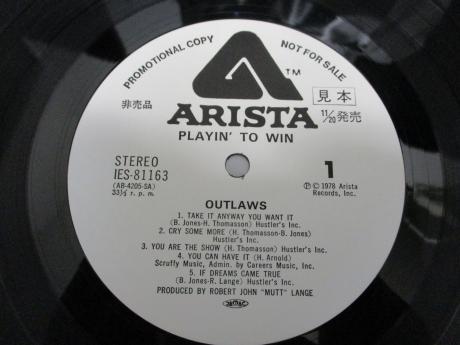 PROMOTIONAL COPY NOT FOR SALE
TM
非売品
ARISTA
見本
11/20発売
PLAYIN' TO WIN
STEREO
IES-81163
(AB-4205-SA)
33⅓ r. p. m.
1
Ⓟ © 1978 Arista
Records, Inc.
OUTLAWS
1. TAKE IT ANYWAY YOU WANT IT
(B. Jones-H. Thomasson) Hustler's Inc.
2. CRY SOME MORE (H. Thomasson-B. Jones)
Hustler's Inc.
3. YOU ARE THE SHOW (H. Thomasson) Hustler's Inc.
4. YOU CAN HAVE IT (H. Arnold)
Scruffy Music, Admin. by Careers Music, Inc.
5. IF DREAMS CAME TRUE
(B. Jones-R. Lange) Hustler's Inc.
PRODUCED BY ROBERT JOHN "MUTT" LANGE